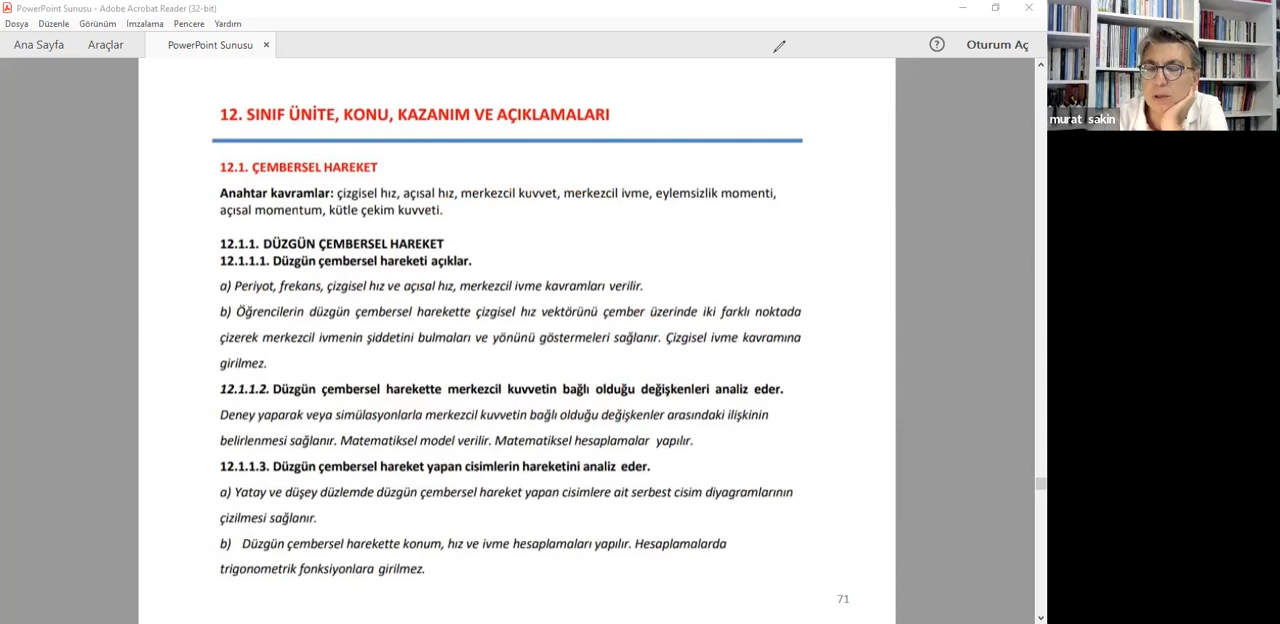 PowerPoint Sunusu - Adobe Acrobat Reader (32-bit)
Dosya Düzenle Görünüm İmzalama Pencere Yardım
Ana Sayfa Araçlar PowerPoint Sunusu × ? Oturum Aç
12. SINIF ÜNİTE, KONU, KAZANIM VE AÇIKLAMALARI
12.1. ÇEMBERSEL HAREKET
Anahtar kavramlar: çizgisel hız, açısal hız, merkezcil kuvvet, merkezcil ivme, eylemsizlik momenti,
açısal momentum, kütle çekim kuvveti.
12.1.1. DÜZGÜN ÇEMBERSEL HAREKET
12.1.1.1. Düzgün çembersel hareketi açıklar.
a) Periyot, frekans, çizgisel hız ve açısal hız, merkezcil ivme kavramları verilir.
b) Öğrencilerin düzgün çembersel harekette çizgisel hız vektörünü çember üzerinde iki farklı noktada
çizerek merkezcil ivmenin şiddetini bulmaları ve yönünü göstermeleri sağlanır. Çizgisel ivme kavramına
girilmez.
12.1.1.2. Düzgün çembersel harekette merkezcil kuvvetin bağlı olduğu değişkenleri analiz eder.
Deney yaparak veya simülasyonlarla merkezcil kuvvetin bağlı olduğu değişkenler arasındaki ilişkinin
belirlenmesi sağlanır. Matematiksel model verilir. Matematiksel hesaplamalar yapılır.
12.1.1.3. Düzgün çembersel hareket yapan cisimlerin hareketini analiz eder.
a) Yatay ve düşey düzlemde düzgün çembersel hareket yapan cisimlere ait serbest cisim diyagramlarının
çizilmesi sağlanır.
b) Düzgün çembersel harekette konum, hız ve ivme hesaplamaları yapılır. Hesaplamalarda
trigonometrik fonksiyonlara girilmez.
71
murat sakin